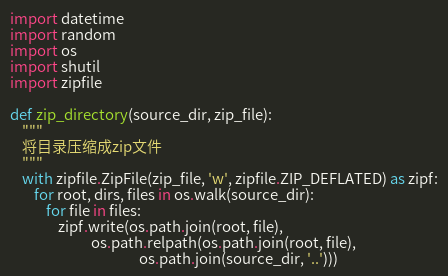 import datetime
import random
import os
import shutil
import zipfile
def zip_directory(source_dir, zip_file):
"""
将目录压缩成zip文件
"""
with zipfile.ZipFile(zip_file, 'w', zipfile.ZIP_DEFLATED) as zipf:
for root, dirs, files in os.walk(source_dir):
for file in files:
zipf.write(os.path.join(root, file),
os.path.relpath(os.path.join(root, file),
os.path.join(source_dir, '..')))